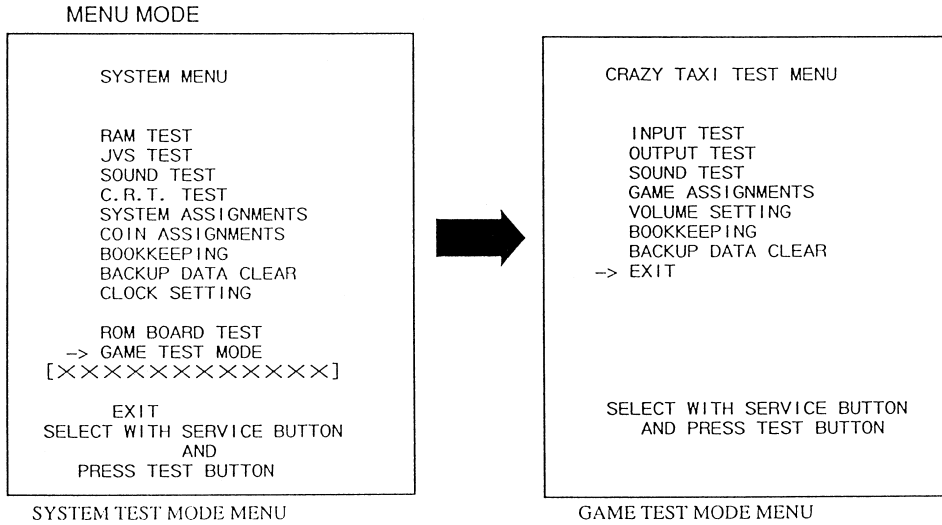 MENU MODE
SYSTEM MENU
RAM TEST
JVS TEST
SOUND TEST
C.R.T. TEST
SYSTEM ASSIGNMENTS
COIN ASSIGNMENTS
BOOKKEEPING
BACKUP DATA CLEAR
CLOCK SETTING
ROM BOARD TEST
–> GAME TEST MODE
[XXXXXXXXXXXX]
EXIT
SELECT WITH SERVICE BUTTON
AND
PRESS TEST BUTTON
SYSTEM TEST MODE MENU
CRAZY TAXI TEST MENU
INPUT TEST
OUTPUT TEST
SOUND TEST
GAME ASSIGNMENTS
VOLUME SETTING
BOOKKEEPING
BACKUP DATA CLEAR
–> EXIT
SELECT WITH SERVICE BUTTON
AND PRESS TEST BUTTON
GAME TEST MODE MENU